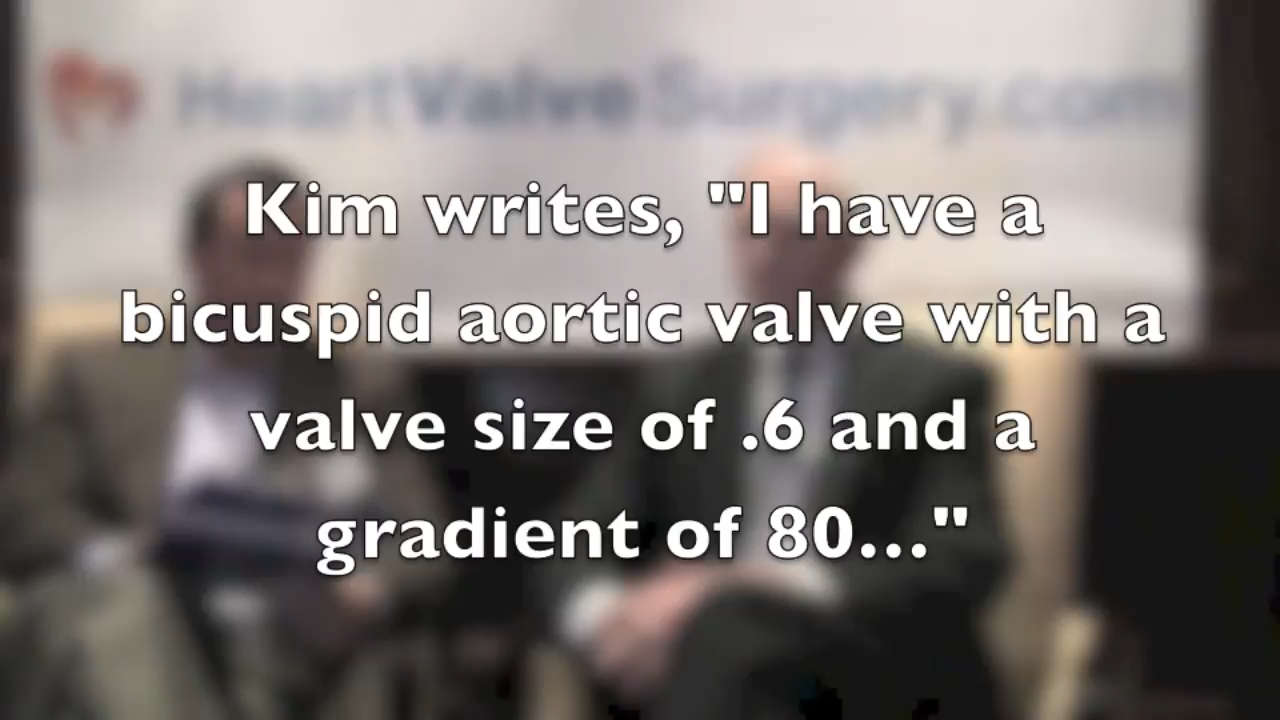 HeartValveSurgery.com
Kim writes, "I have a
bicuspid aortic valve with a
valve size of .6 and a
gradient of 80..."